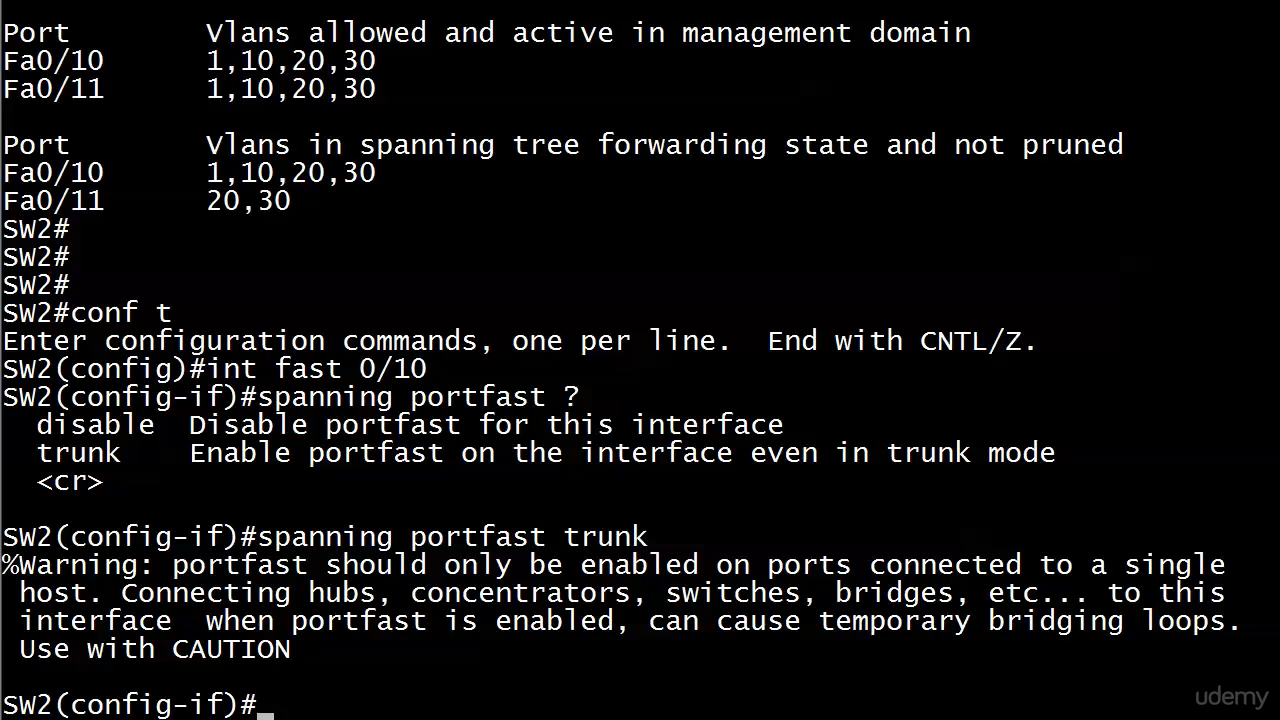 Port        Vlans allowed and active in management domain
Fa0/10      1,10,20,30
Fa0/11      1,10,20,30
Port        Vlans in spanning tree forwarding state and not pruned
Fa0/10      1,10,20,30
Fa0/11      20,30
SW2#
SW2#
SW2#
SW2#conf t
Enter configuration commands, one per line.  End with CNTL/Z.
SW2(config)#int fast 0/10
SW2(config-if)#spanning portfast ?
  disable  Disable portfast for this interface
  trunk    Enable portfast on the interface even in trunk mode
  <cr>
SW2(config-if)#spanning portfast trunk
%Warning: portfast should only be enabled on ports connected to a single
 host. Connecting hubs, concentrators, switches, bridges, etc... to this
 interface  when portfast is enabled, can cause temporary bridging loops.
 Use with CAUTION
SW2(config-if)#
udemy